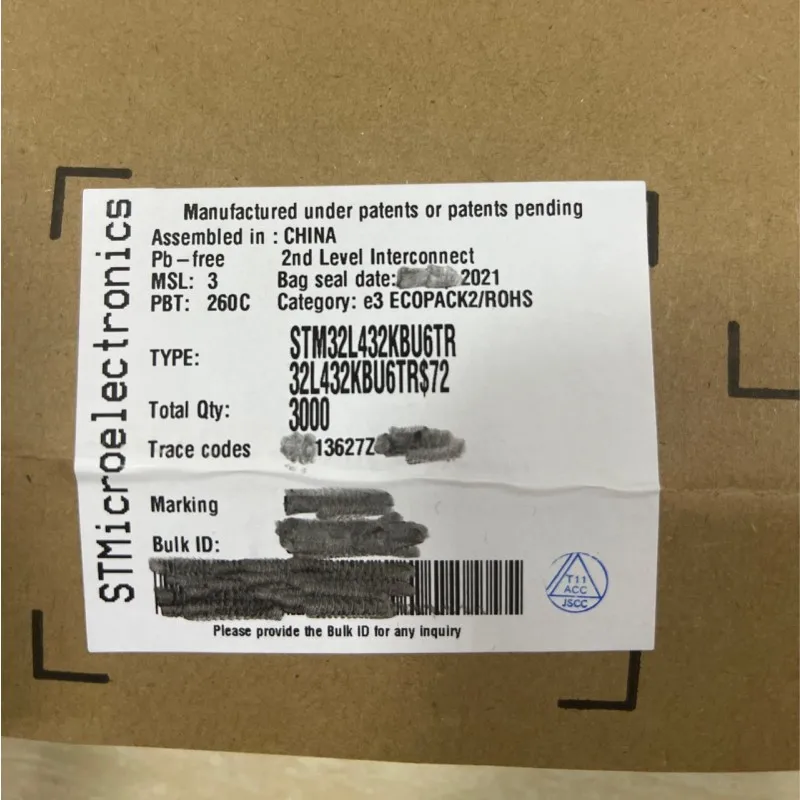 STMicroelectronics
Manufactured under patents or patents pending
Assembled in : CHINA
Pb-free 2nd Level Interconnect
MSL: 3 Bag seal date: 2021
PBT: 260C Category: e3 ECOPACK2/ROHS
TYPE: STM32L432KBU6TR
32L432KBU6TR$72
Total Qty: 3000
Trace codes 13627Z
Marking
Bulk ID:
Please provide the Bulk ID for any inquiry
T11
ACC
JSCC